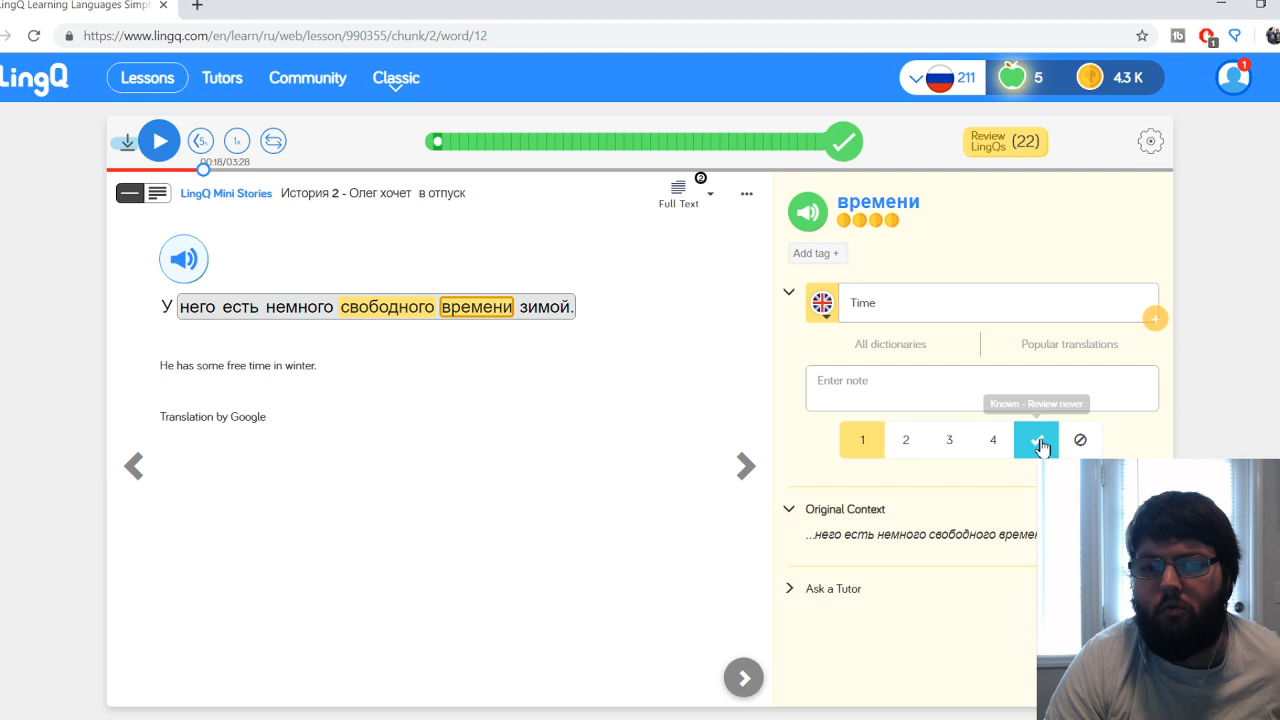 LingQ Learning Languages Simpl
https://www.lingq.com/en/learn/ru/web/lesson/990355/chunk/2/word/12
1
LingQ
Lessons
Tutors
Community
Classic
211
5
4.3 K
1
5s
1x
00:18/03:28
Review
LingQs (22)
LingQ Mini Stories История 2 - Олег хочет в отпуск
2
Full Text
У него есть немного свободного времени зимой.
He has some free time in winter.
Translation by Google
времени
Add tag +
Time
All dictionaries
Popular translations
Enter note
Known - Review never
1 2 3 4
Original Context
...него есть немного свободного време
Ask a Tutor